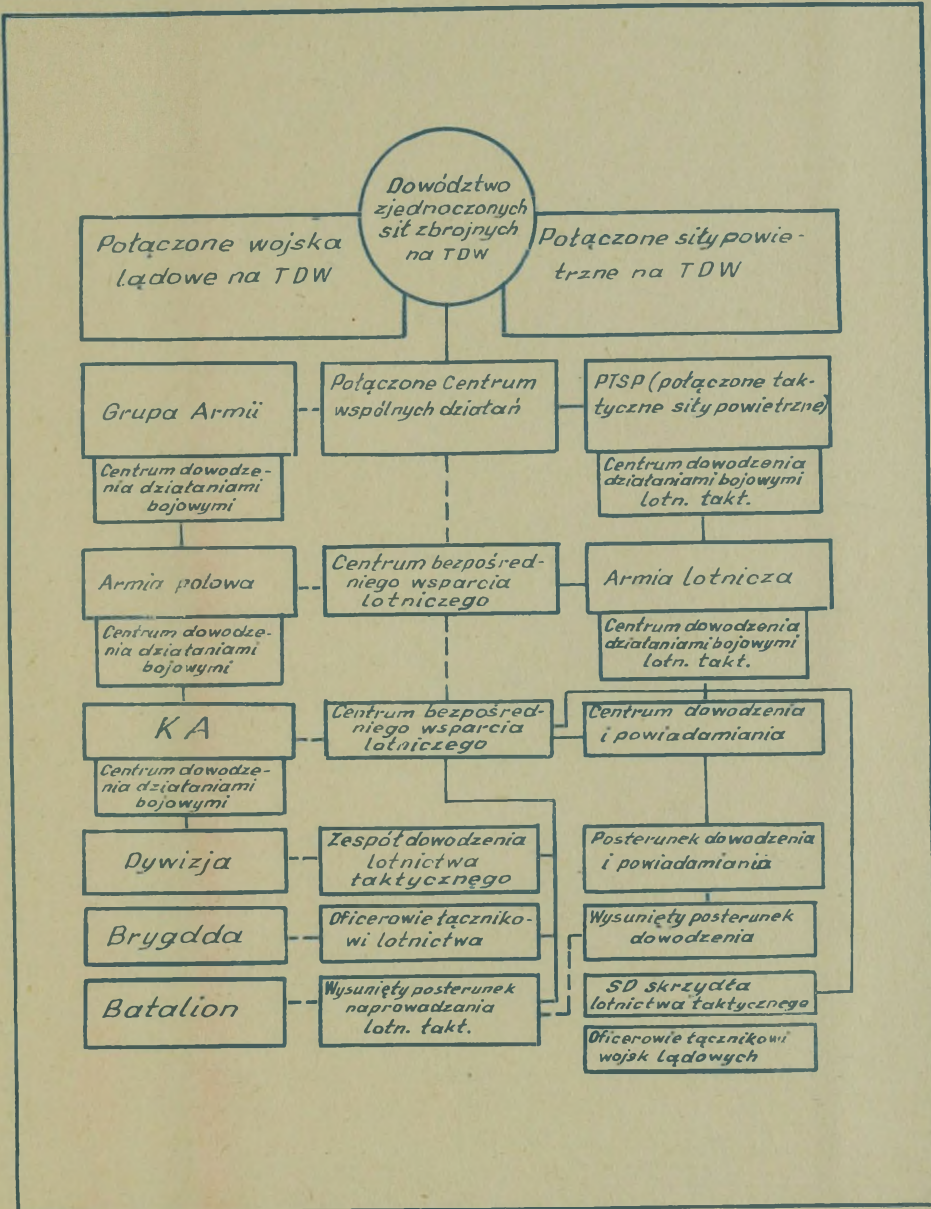 Dowództwo
zjednoczonych
sił zbrojnych
na TDW
Połączone wojska
lądowe na TDW
Połączone siły powie-
trzne na TDW
Grupa Armii
Centrum dowodze-
nia działaniami
bojowymi
Połączone Centrum
wspólnych działań
PTSP (połączone tak-
tyczne siły powietrzne)
Centrum dowodzenia
działaniami bojowymi
lotn. takt.
Armia polowa
Centrum dowodze-
nia działaniami
bojowymi
Centrum bezpośred-
niego wsparcia
lotniczego
Armia lotnicza
Centrum dowodzenia
działaniami bojowymi
lotn. takt.
KA
Centrum dowodze-
nia działaniami
bojowymi
Centrum bezpośred-
niego wsparcia
lotniczego
Centrum dowodzenia
i powiadamiania
Dywizja
Zespół dowodzenia
lotnictwa
taktycznego
Posterunek dowodzenia
i powiadamiania
Brygdda
Oficerowie łączniko-
wi lotnictwa
Wysunięty posterunek
dowodzenia
Batalion
Wysunięty posterunek
naprowadzania
lotn. takt.
SD skrzydła
lotnictwa taktycznego
Oficerowie łącznikowi
wojsk lądowych